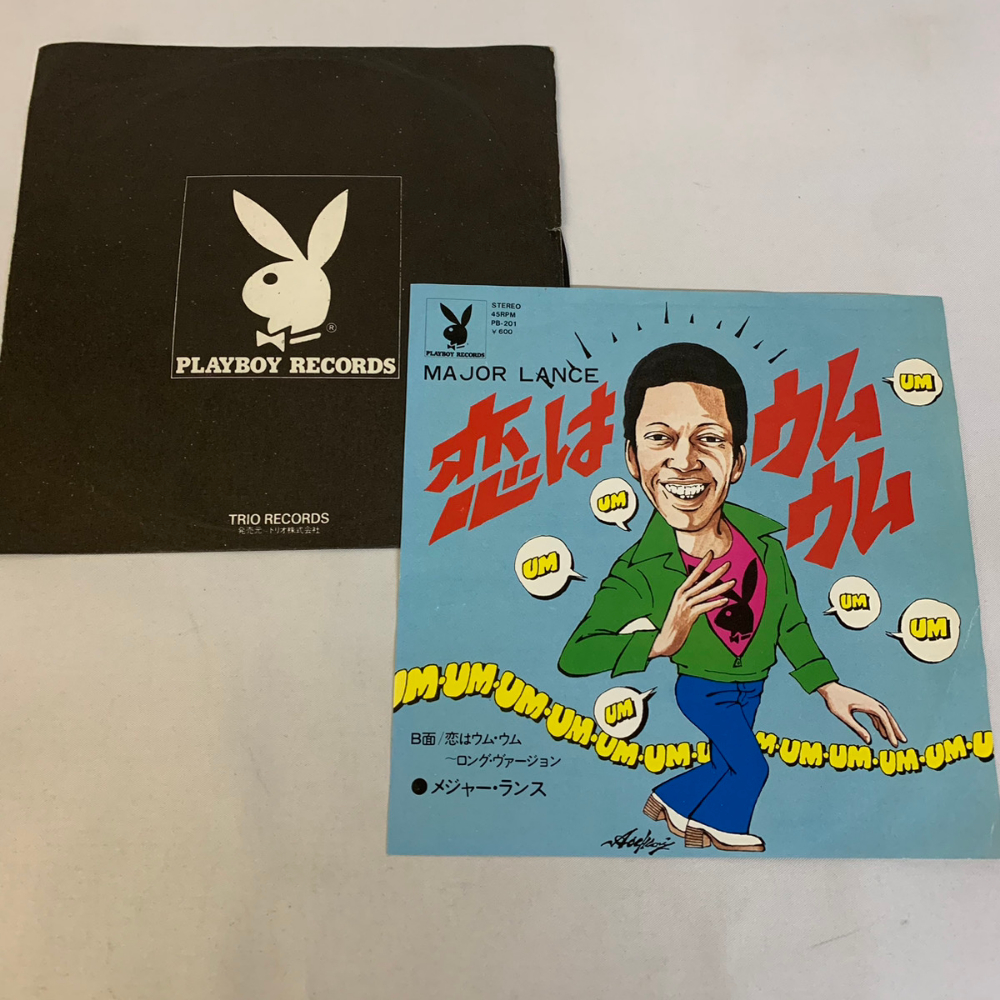 PLAYBOY RECORDS
TRIO RECORDS
発売元 トリオ株式会社
PLAYBOY RECORDS
STEREO
45RPM
PB-201
¥600
MAJOR LANCE
恋はウムウム
UM
UM
UM
UM
UM
UM
UM·UM·UM·UM·UM·UM·U
M·UM·UM·UM·UM·U
B面/恋はウム・ウム
〜ロング・ヴァージョン
●メジャー・ランス